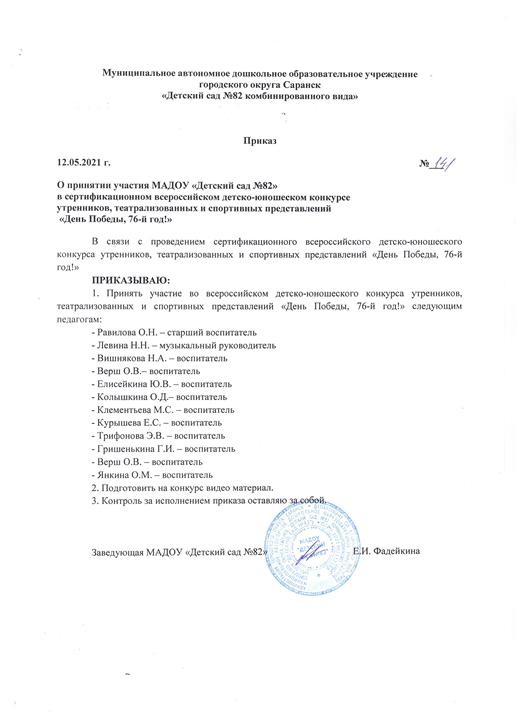 Муниципальное автономное дошкольное образовательное учреждение
городского округа Саранск
«Детский сад №82 комбинированного вида»
Приказ
12.05.2021 г. № 141
О принятии участия МАДОУ «Детский сад №82»
в сертификационном всероссийском детско-юношеском конкурсе
утренников, театрализованных и спортивных представлений
«День Победы, 76-й год!»
В связи с проведением сертификационного всероссийского детско-юношеского
конкурса утренников, театрализованных и спортивных представлений «День Победы, 76-й
год!»
ПРИКАЗЫВАЮ:
1. Принять участие во всероссийском детско-юношеского конкурса утренников,
театрализованных и спортивных представлений «День Победы, 76-й год!» следующим
педагогам:
- Равилова О.Н. – старший воспитатель
- Левина Н.Н. – музыкальный руководитель
- Вишнякова Н.А. – воспитатель
- Верш О.В.– воспитатель
- Елисейкина Ю.В. – воспитатель
- Колышкина О.Д.– воспитатель
- Клементьева М.С. – воспитатель
- Курышева Е.С. – воспитатель
- Трифонова Э.В. – воспитатель
- Гришенькина Г.И. – воспитатель
- Верш О.В. – воспитатель
- Янкина О.М. – воспитатель
2. Подготовить на конкурс видео материал.
3. Контроль за исполнением приказа оставляю за собой.
Заведующая МАДОУ «Детский сад №82» Е.И. Фадейкина
МАДОУ